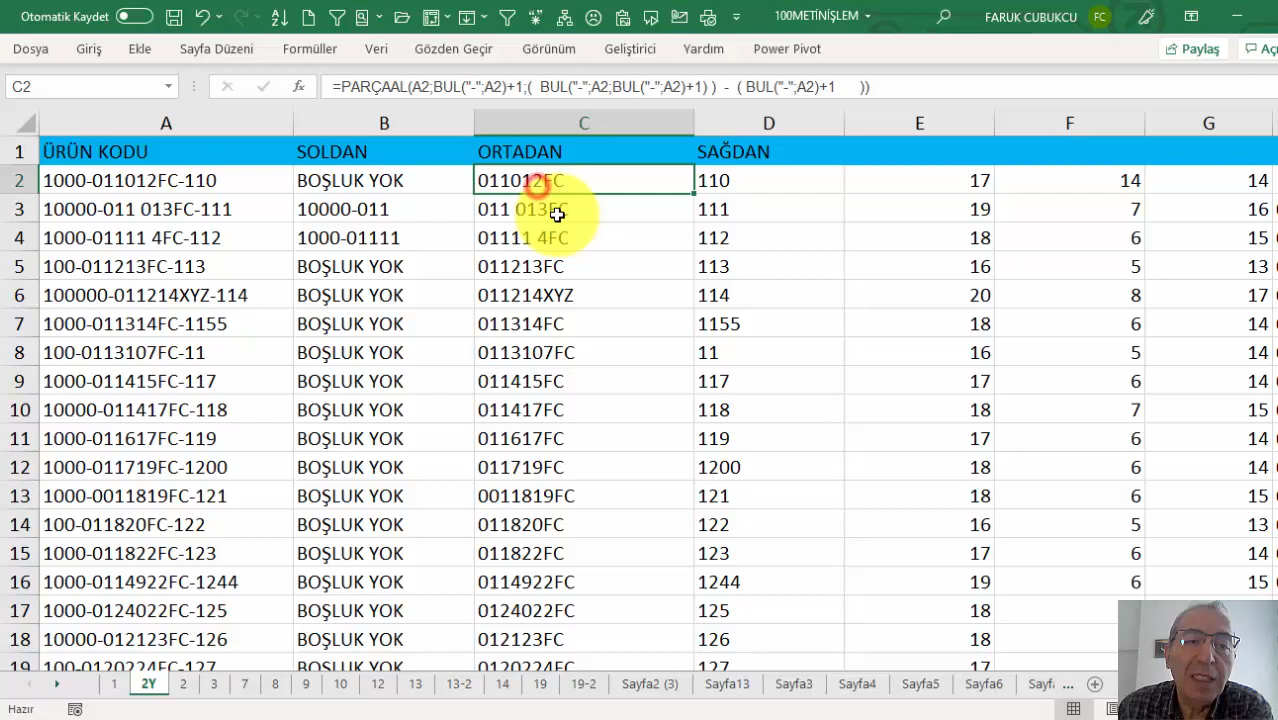 Otomatik Kaydet 100METİNİŞLEM FARUK CUBUKCU FC
Dosya Giriş Ekle Sayfa Düzeni Formüller Veri Gözden Geçir Görünüm Geliştirici Yardım Power Pivot Paylaş
C2 fx =PARÇAAL(A2;BUL("-";A2)+1;( BUL("-";A2;BUL("-";A2)+1) ) - ( BUL("-";A2)+1 ))
A B C D E F G
1 ÜRÜN KODU SOLDAN ORTADAN SAĞDAN
2 1000-011012FC-110 BOŞLUK YOK 011012FC 110 17 14 14
3 10000-011 013FC-111 10000-011 011 013FC 111 19 7 16
4 1000-01111 4FC-112 1000-01111 01111 4FC 112 18 6 15
5 100-011213FC-113 BOŞLUK YOK 011213FC 113 16 5 13
6 100000-011214XYZ-114 BOŞLUK YOK 011214XYZ 114 20 8 17
7 1000-011314FC-1155 BOŞLUK YOK 011314FC 1155 18 6 14
8 100-0113107FC-11 BOŞLUK YOK 0113107FC 11 16 5 14
9 1000-011415FC-117 BOŞLUK YOK 011415FC 117 17 6 14
10 10000-011417FC-118 BOŞLUK YOK 011417FC 118 18 7 15
11 1000-011617FC-119 BOŞLUK YOK 011617FC 119 17 6 14
12 1000-011719FC-1200 BOŞLUK YOK 011719FC 1200 18 6 14
13 1000-0011819FC-121 BOŞLUK YOK 0011819FC 121 18 6 15
14 100-011820FC-122 BOŞLUK YOK 011820FC 122 16 5 13
15 1000-011822FC-123 BOŞLUK YOK 011822FC 123 17 6 14
16 1000-0114922FC-1244 BOŞLUK YOK 0114922FC 1244 19 6 15
17 1000-0124022FC-125 BOŞLUK YOK 0124022FC 125 18
18 10000-012123FC-126 BOŞLUK YOK 012123FC 126 18
19 100-0120224FC-127 BOŞLUK YOK 0120224FC 127 17
1 2Y 2 3 7 8 9 10 12 13 13-2 14 19 19-2 Sayfa2 (3) Sayfa13 Sayfa3 Sayfa4 Sayfa5 Sayfa6 ...
Hazır